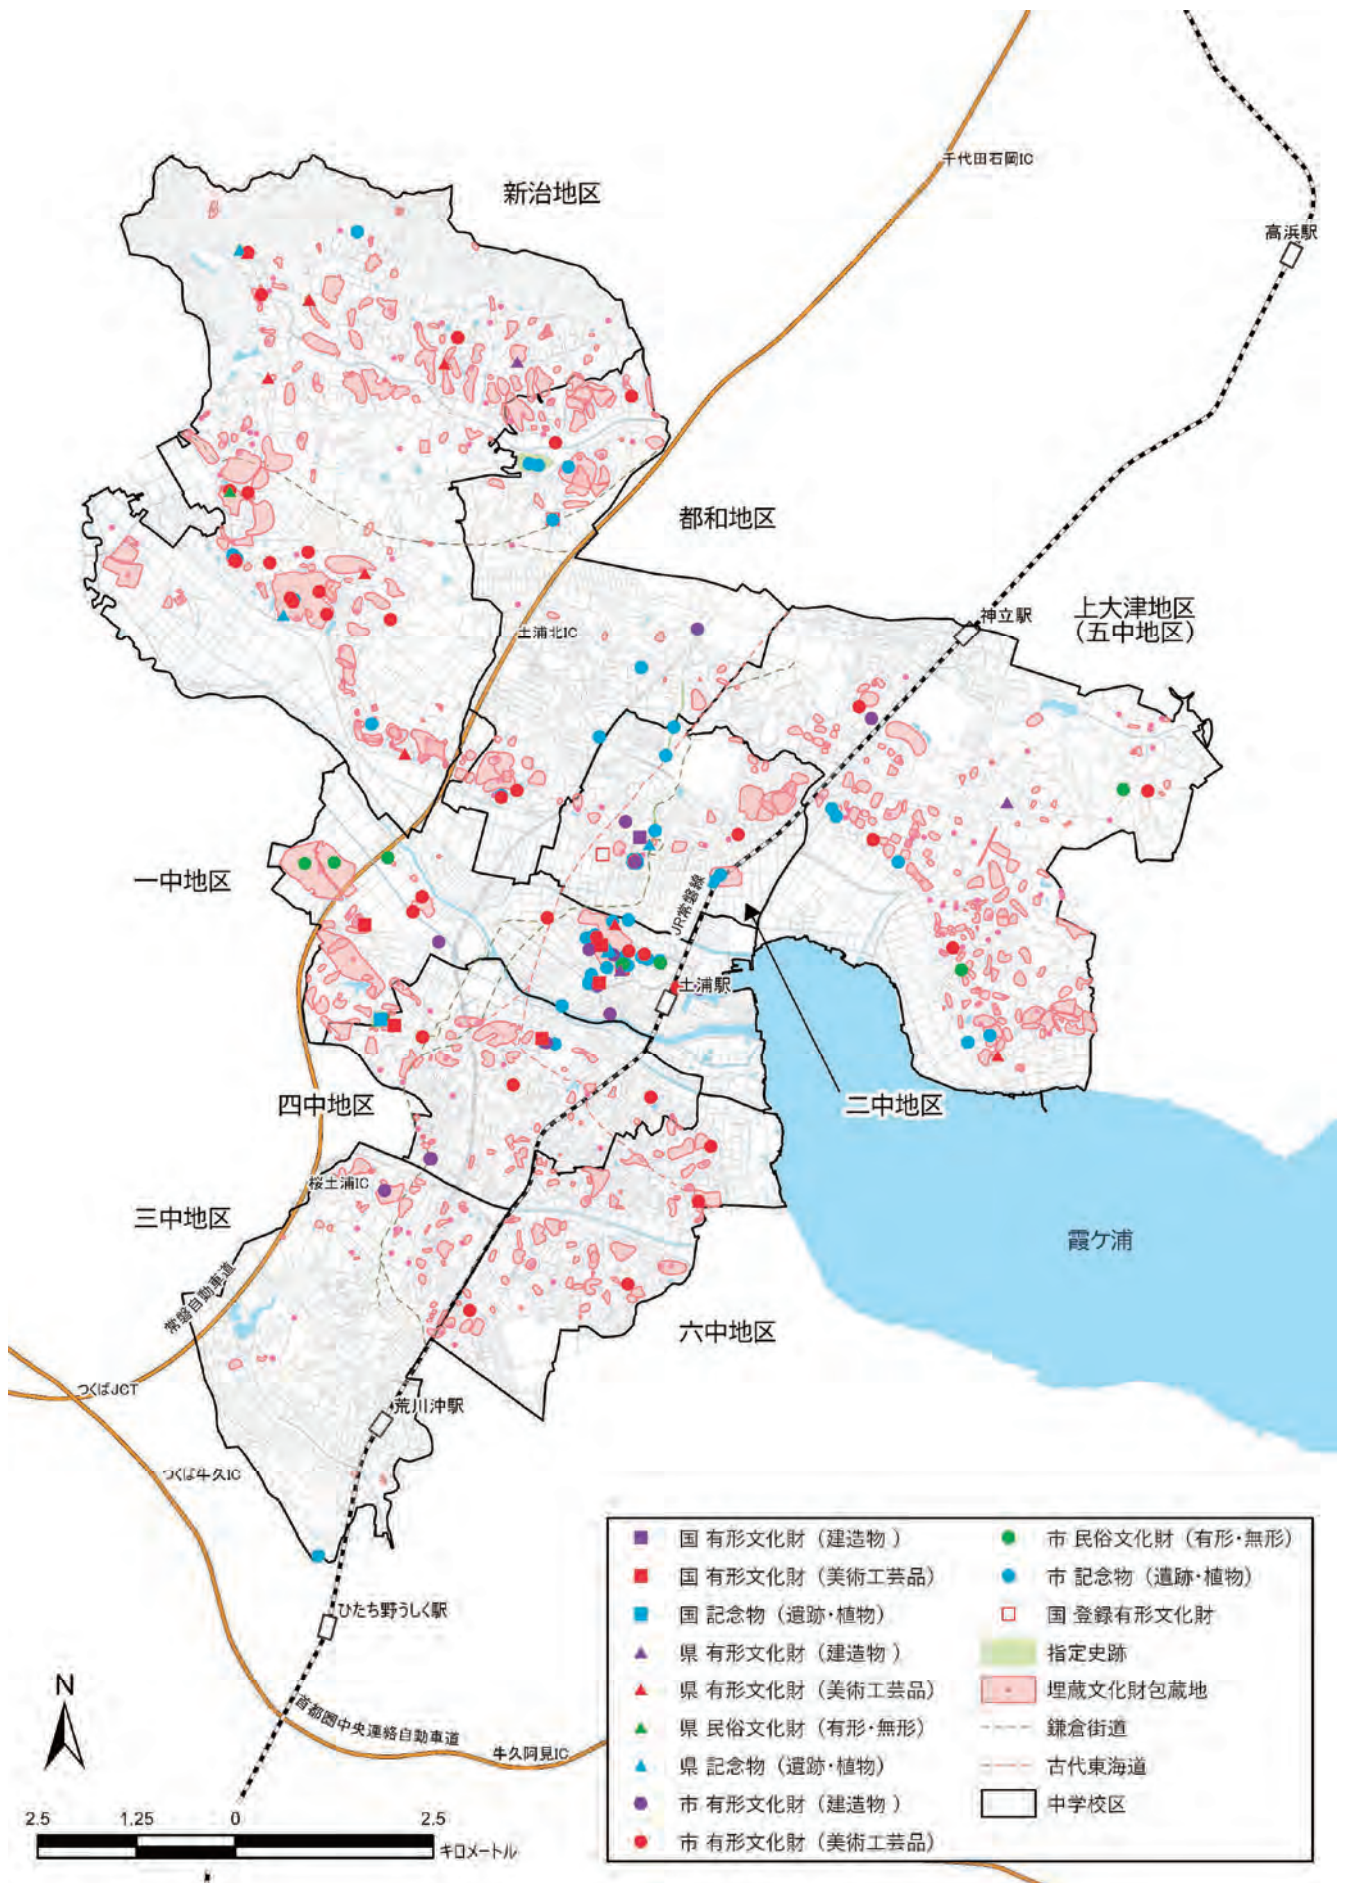 千代田石岡IC
新治地区
高浜駅
都和地区
上大津地区
（五中地区）
神立駅
土浦北IC
一中地区
JR常磐線
土浦駅
四中地区
二中地区
桜土浦IC
三中地区
霞ケ浦
常磐自動車道
六中地区
つくばJCT
荒川沖駅
つくば牛久IC
ひたち野うしく駅
首都圏中央連絡自動車道
牛久阿見IC
N
2.5 1.25 0 2.5
キロメートル
国 有形文化財（建造物 ）
国 有形文化財（美術工芸品）
国 記念物（遺跡・植物）
県 有形文化財（建造物 ）
県 有形文化財（美術工芸品）
県 民俗文化財（有形・無形）
県 記念物（遺跡・植物）
市 有形文化財（建造物 ）
市 有形文化財（美術工芸品）
市 民俗文化財（有形・無形）
市 記念物（遺跡・植物）
国 登録有形文化財
指定史跡
埋蔵文化財包蔵地
鎌倉街道
古代東海道
中学校区